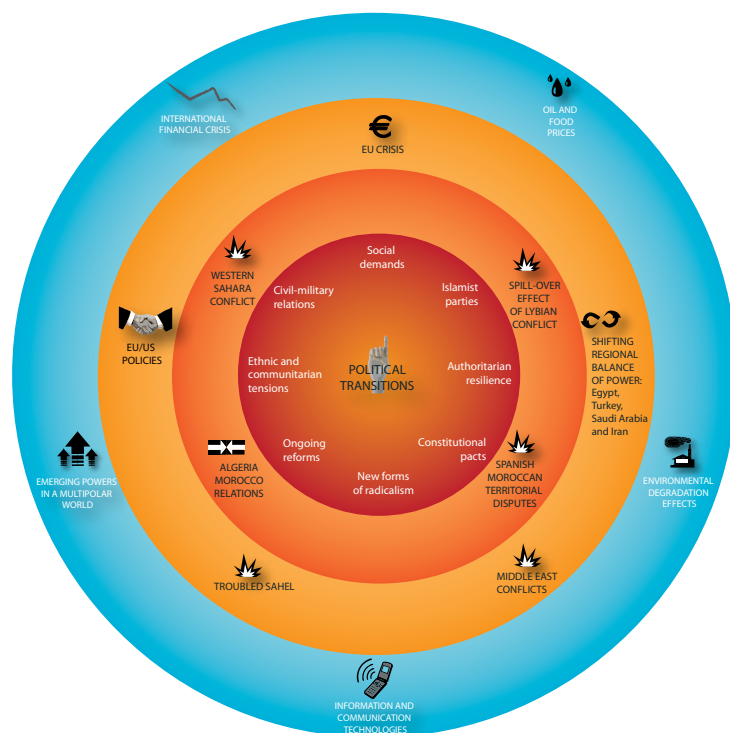 INTERNATIONAL
FINANCIAL CRISIS
OIL AND
FOOD
PRICES
EU CRISIS
WESTERN
SAHARA
CONFLICT
Social
demands
Civil-military
relations
Islamist
parties
SPILL-OVER
EFFECT
OF LYBIAN
CONFLICT
EU/US
POLICIES
SHIFTING
REGIONAL
BALANCE
OF POWER:
Egypt,
Turkey,
Saudi Arabia
and Iran
Ethnic and
communitarian
tensions
POLITICAL
TRANSITIONS
Authoritarian
resilience
Ongoing
reforms
Constitutional
pacts
New forms
of radicalism
ALGERIA
MOROCCO
RELATIONS
SPANISH
MOROCCAN
TERRITORIAL
DISPUTES
EMERGING POWERS
IN A MULTIPOLAR
WORLD
ENVIRONMENTAL
DEGRADATION
EFFECTS
TROUBLED SAHEL
MIDDLE EAST
CONFLICTS
INFORMATION AND
COMMUNICATION
TECHNOLOGIES